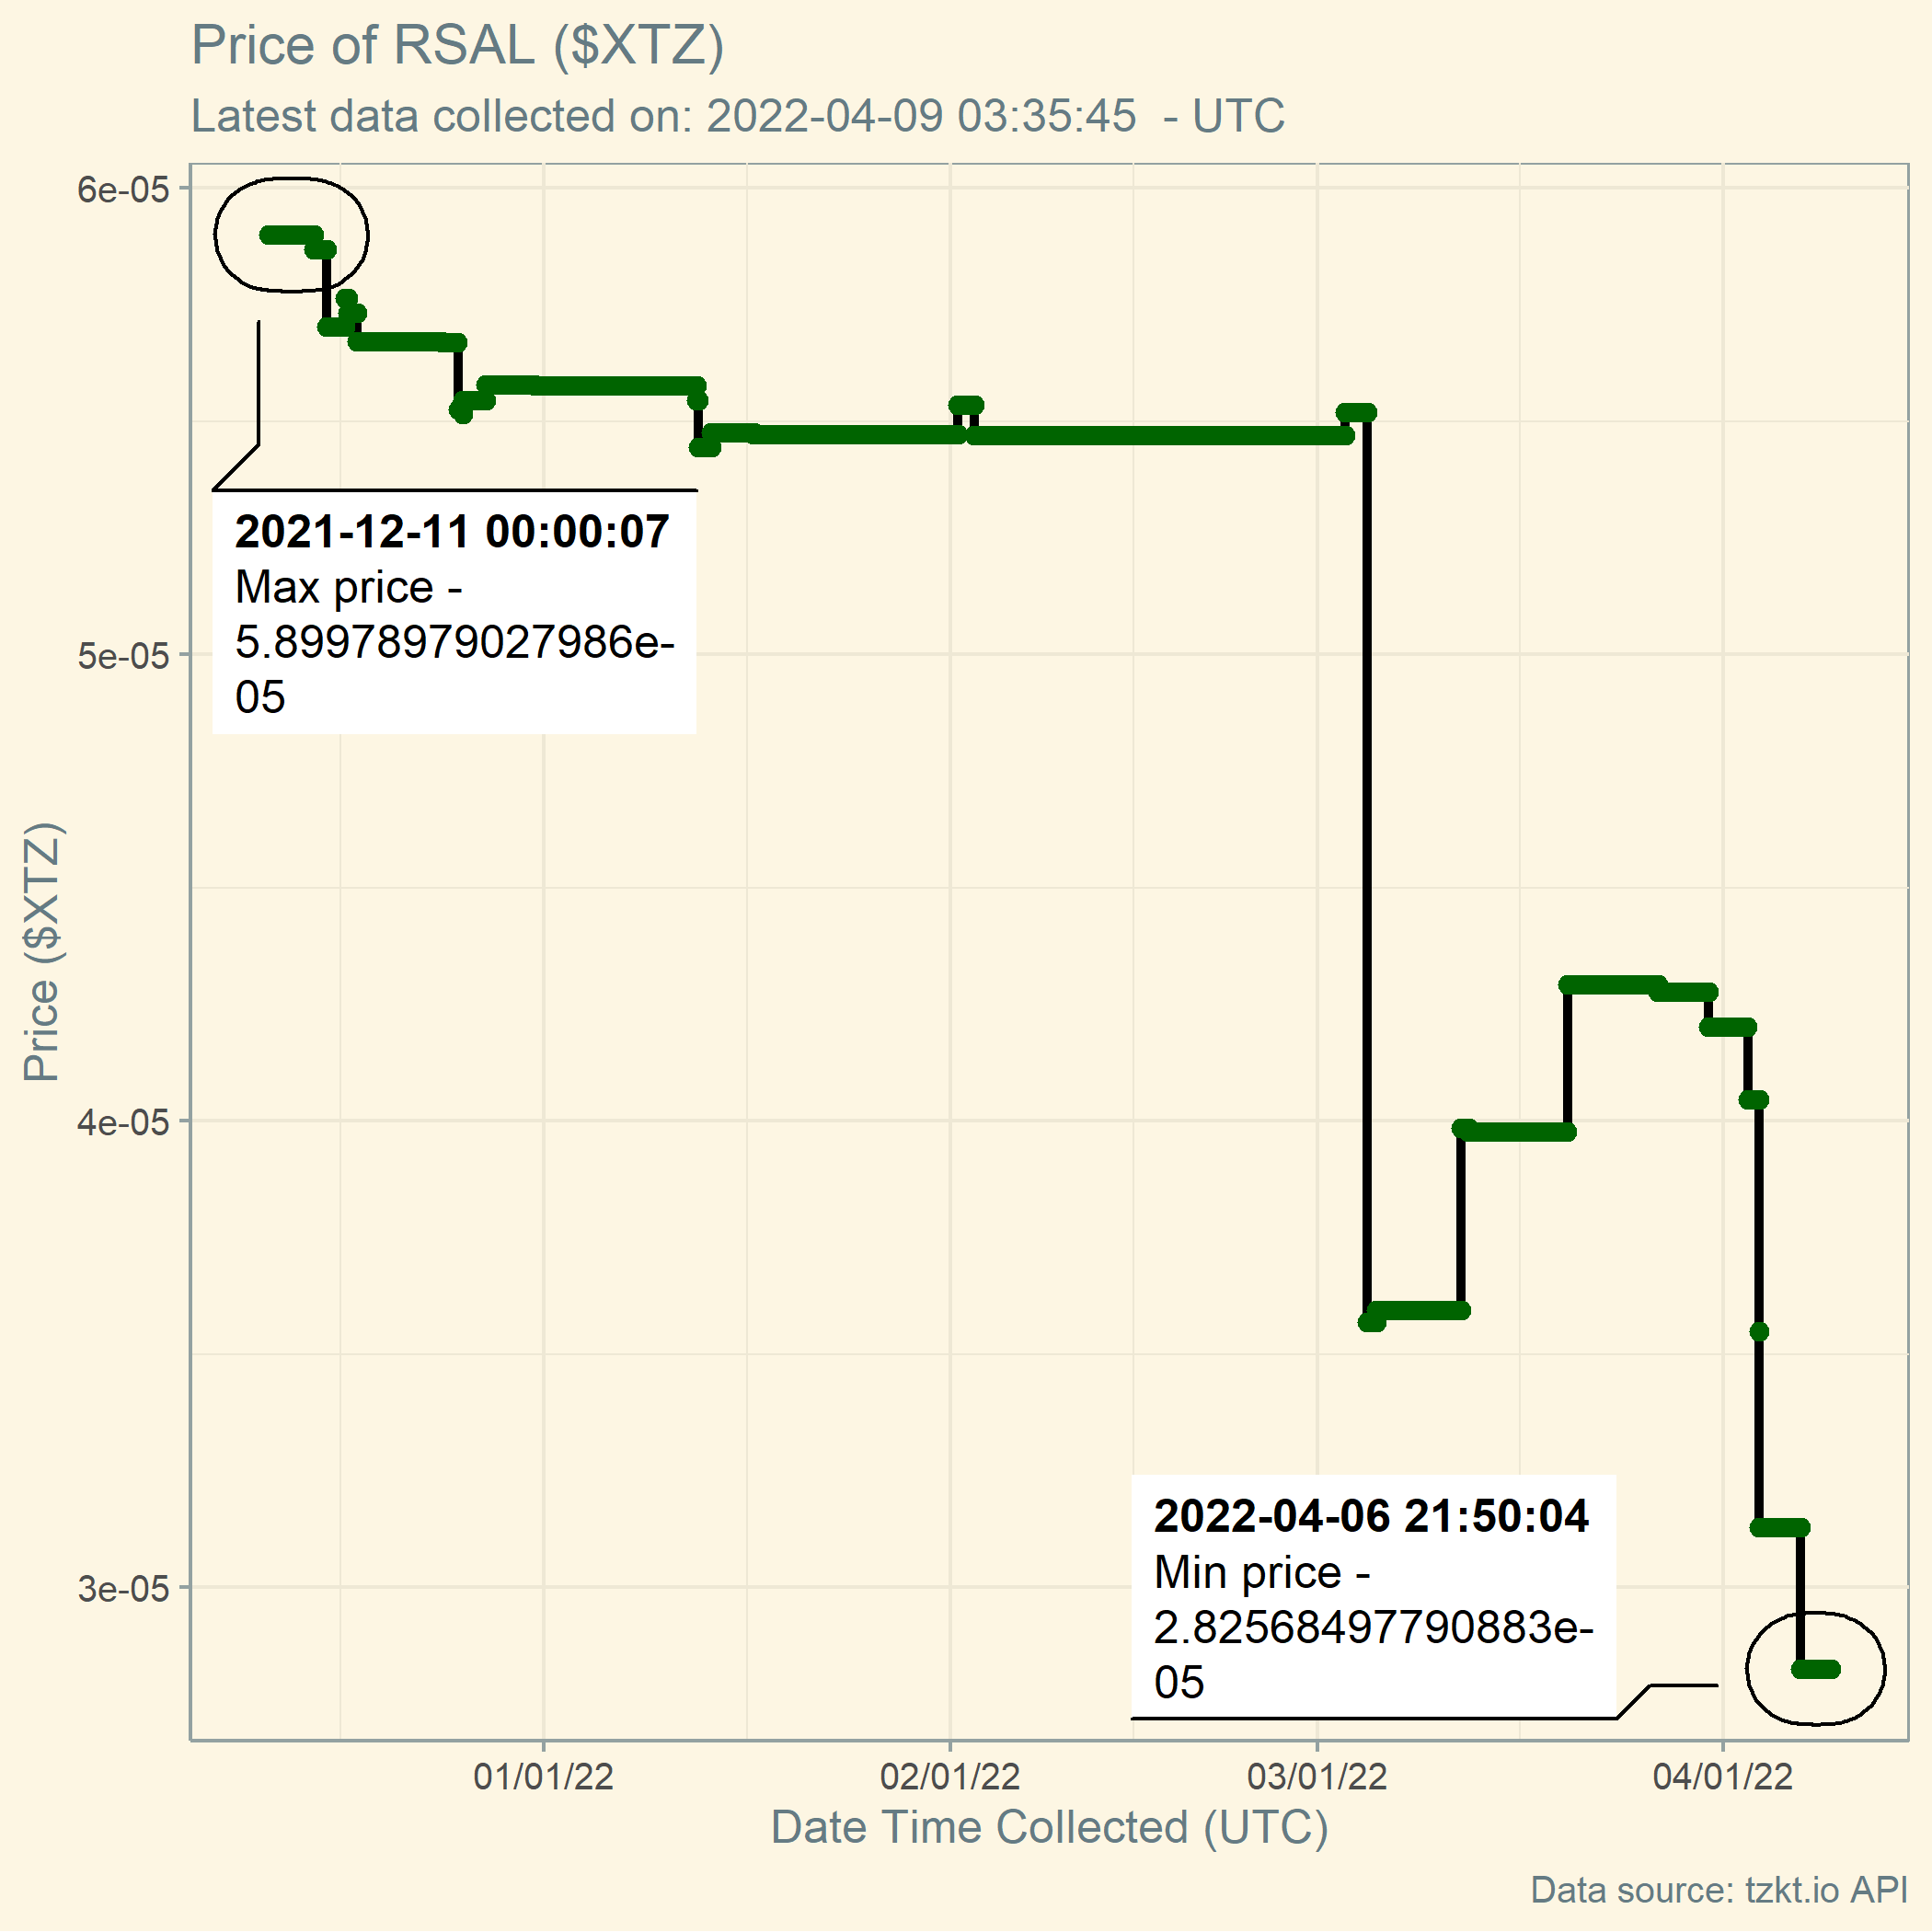 Price of RSAL ($XTZ)
Latest data collected on: 2022-04-09 03:35:45  - UTC
6e-05
5e-05
4e-05
3e-05
Price ($XTZ)
2021-12-11 00:00:07
Max price -
5.89978979027986e-
05
2022-04-06 21:50:04
Min price -
2.82568497790883e-
05
01/01/22
02/01/22
03/01/22
04/01/22
Date Time Collected (UTC)
Data source: tzkt.io API